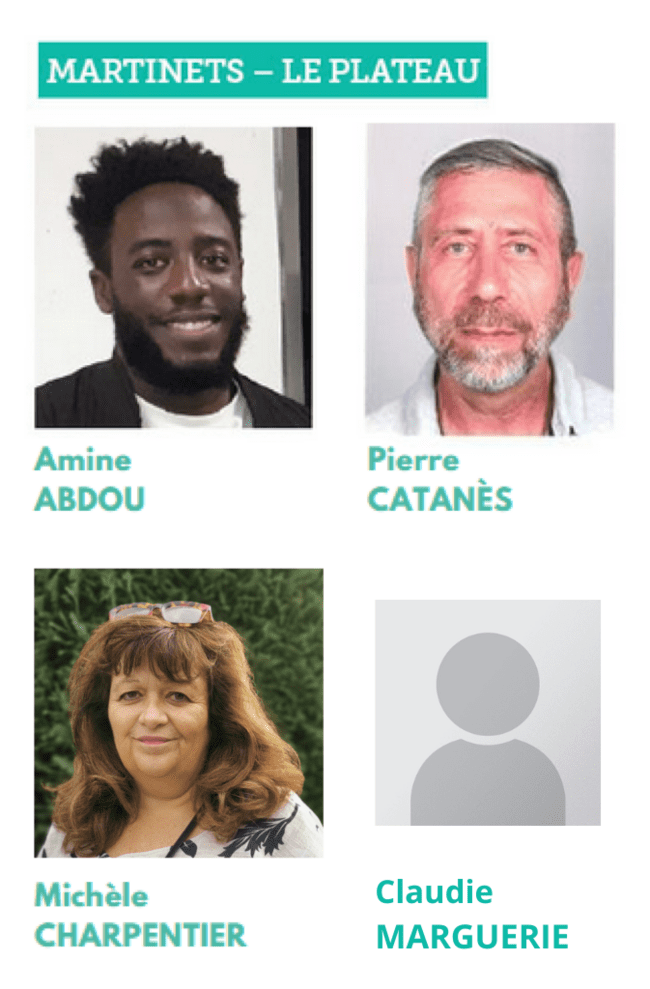 MARTINETS – LE PLATEAU
Amine
ABDOU
Pierre
CATANÈS
Michèle
CHARPENTIER
Claudie
MARGUERIE